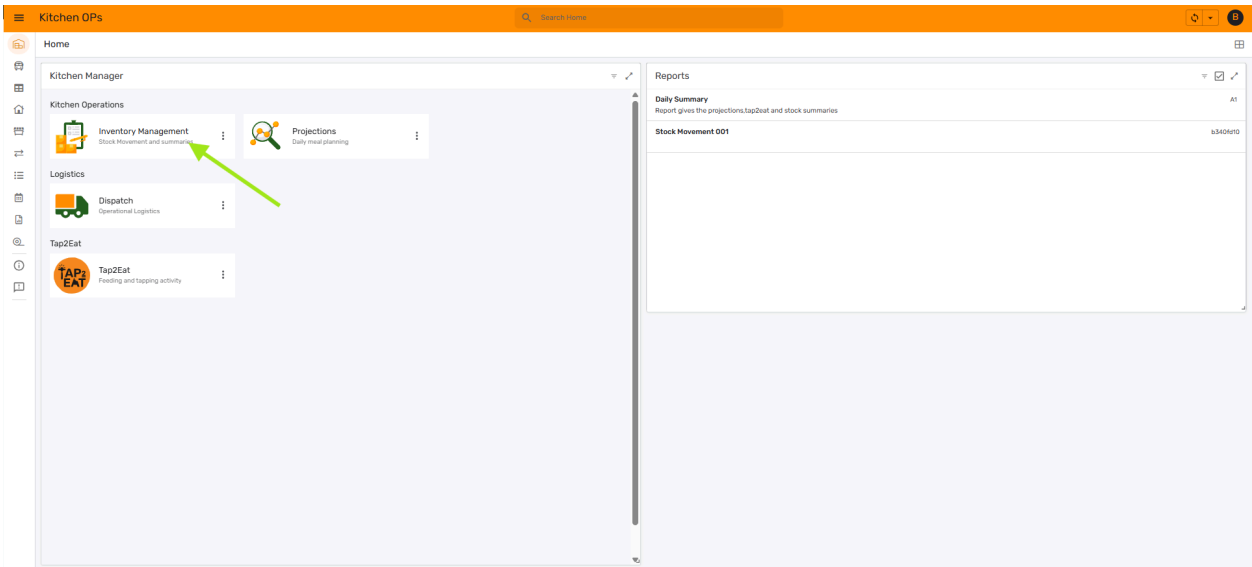 Kitchen OPs
Search Home
B
Home
Kitchen Manager
Kitchen Operations
Inventory Management
Stock Movement and summaries
Projections
Daily meal planning
Logistics
Dispatch
Operational Logistics
Tap2Eat
TAP2
EAT
Tap2Eat
Feeding and tapping activity
Reports
Daily Summary
A1
Report gives the projections,tap2eat and stock summaries
Stock Movement 001
b340fd10